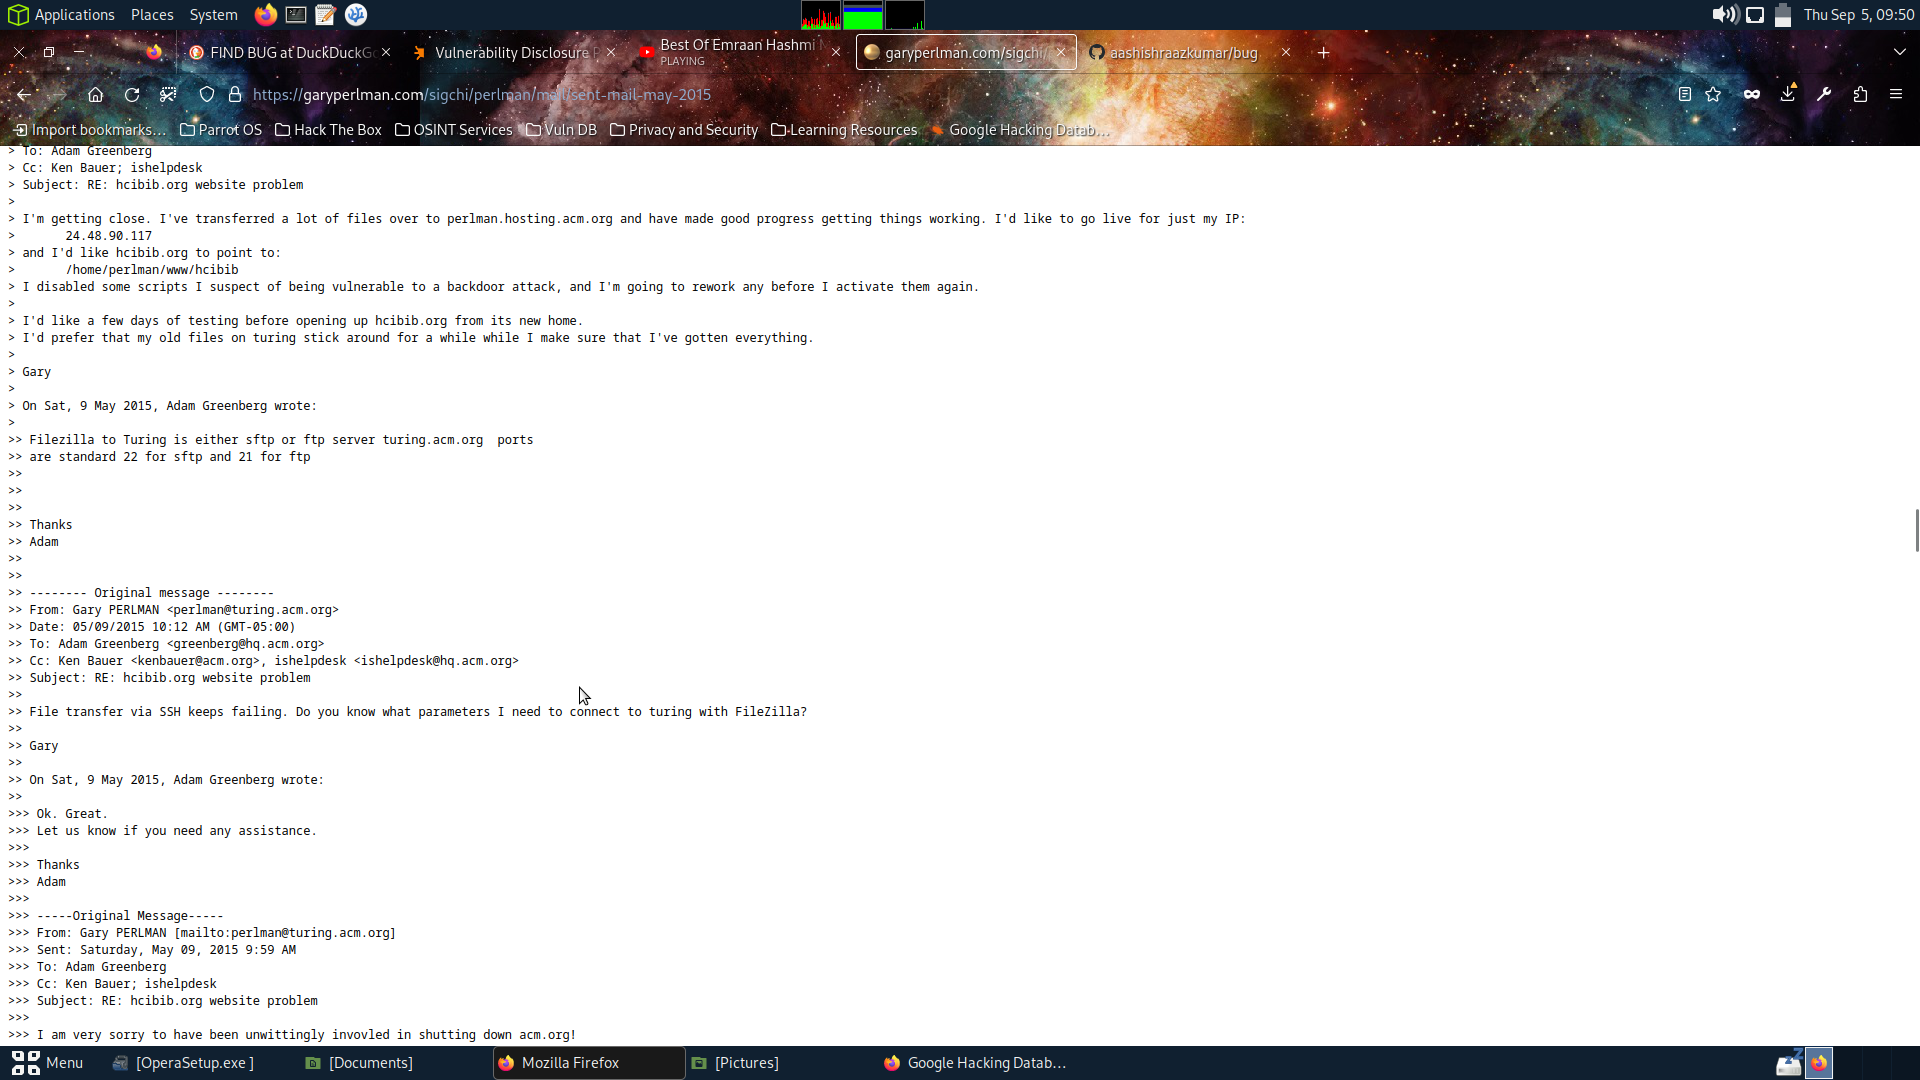 Applications Places System Thu Sep 5, 09:50
FIND BUG at DuckDuckG Vulnerability Disclosure Best Of Emraan Hashmi garyperlman.com/sigchi/ aashishraazkumar/bug
PLAYING
https://garyperlman.com/sigchi/perlman/mail/sent-mail-may-2015
Import bookmarks... Parrot OS Hack The Box OSINT Services Vuln DB Privacy and Security Learning Resources Google Hacking Datab...
> To: Adam Greenberg
> Cc: Ken Bauer; ishelpdesk
> Subject: RE: hcibib.org website problem
>
> I'm getting close. I've transferred a lot of files over to perlman.hosting.acm.org and have made good progress getting things working. I'd like to go live for just my IP:
> 24.48.90.117
> and I'd like hcibib.org to point to:
> /home/perlman/www/hcibib
> I disabled some scripts I suspect of being vulnerable to a backdoor attack, and I'm going to rework any before I activate them again.
>
> I'd like a few days of testing before opening up hcibib.org from its new home.
> I'd prefer that my old files on turing stick around for a while while I make sure that I've gotten everything.
>
> Gary
>
> On Sat, 9 May 2015, Adam Greenberg wrote:
>
>> Filezilla to Turing is either sftp or ftp server turing.acm.org  ports
>> are standard 22 for sftp and 21 for ftp
>>
>>
>>
>> Thanks
>> Adam
>>
>>
>> -------- Original message --------
>> From: Gary PERLMAN <perlman@turing.acm.org>
>> Date: 05/09/2015 10:12 AM (GMT-05:00)
>> To: Adam Greenberg <greenberg@hq.acm.org>
>> Cc: Ken Bauer <kenbauer@acm.org>, ishelpdesk <ishelpdesk@hq.acm.org>
>> Subject: RE: hcibib.org website problem
>>
>> File transfer via SSH keeps failing. Do you know what parameters I need to connect to turing with FileZilla?
>>
>> Gary
>>
>> On Sat, 9 May 2015, Adam Greenberg wrote:
>>
>>> Ok. Great.
>>> Let us know if you need any assistance.
>>>
>>> Thanks
>>> Adam
>>>
>>> -----Original Message-----
>>> From: Gary PERLMAN [mailto:perlman@turing.acm.org]
>>> Sent: Saturday, May 09, 2015 9:59 AM
>>> To: Adam Greenberg
>>> Cc: Ken Bauer; ishelpdesk
>>> Subject: RE: hcibib.org website problem
>>>
>>> I am very sorry to have been unwittingly invovled in shutting down acm.org!
Menu [OperaSetup.exe ] [Documents] Mozilla Firefox [Pictures] Google Hacking Datab...